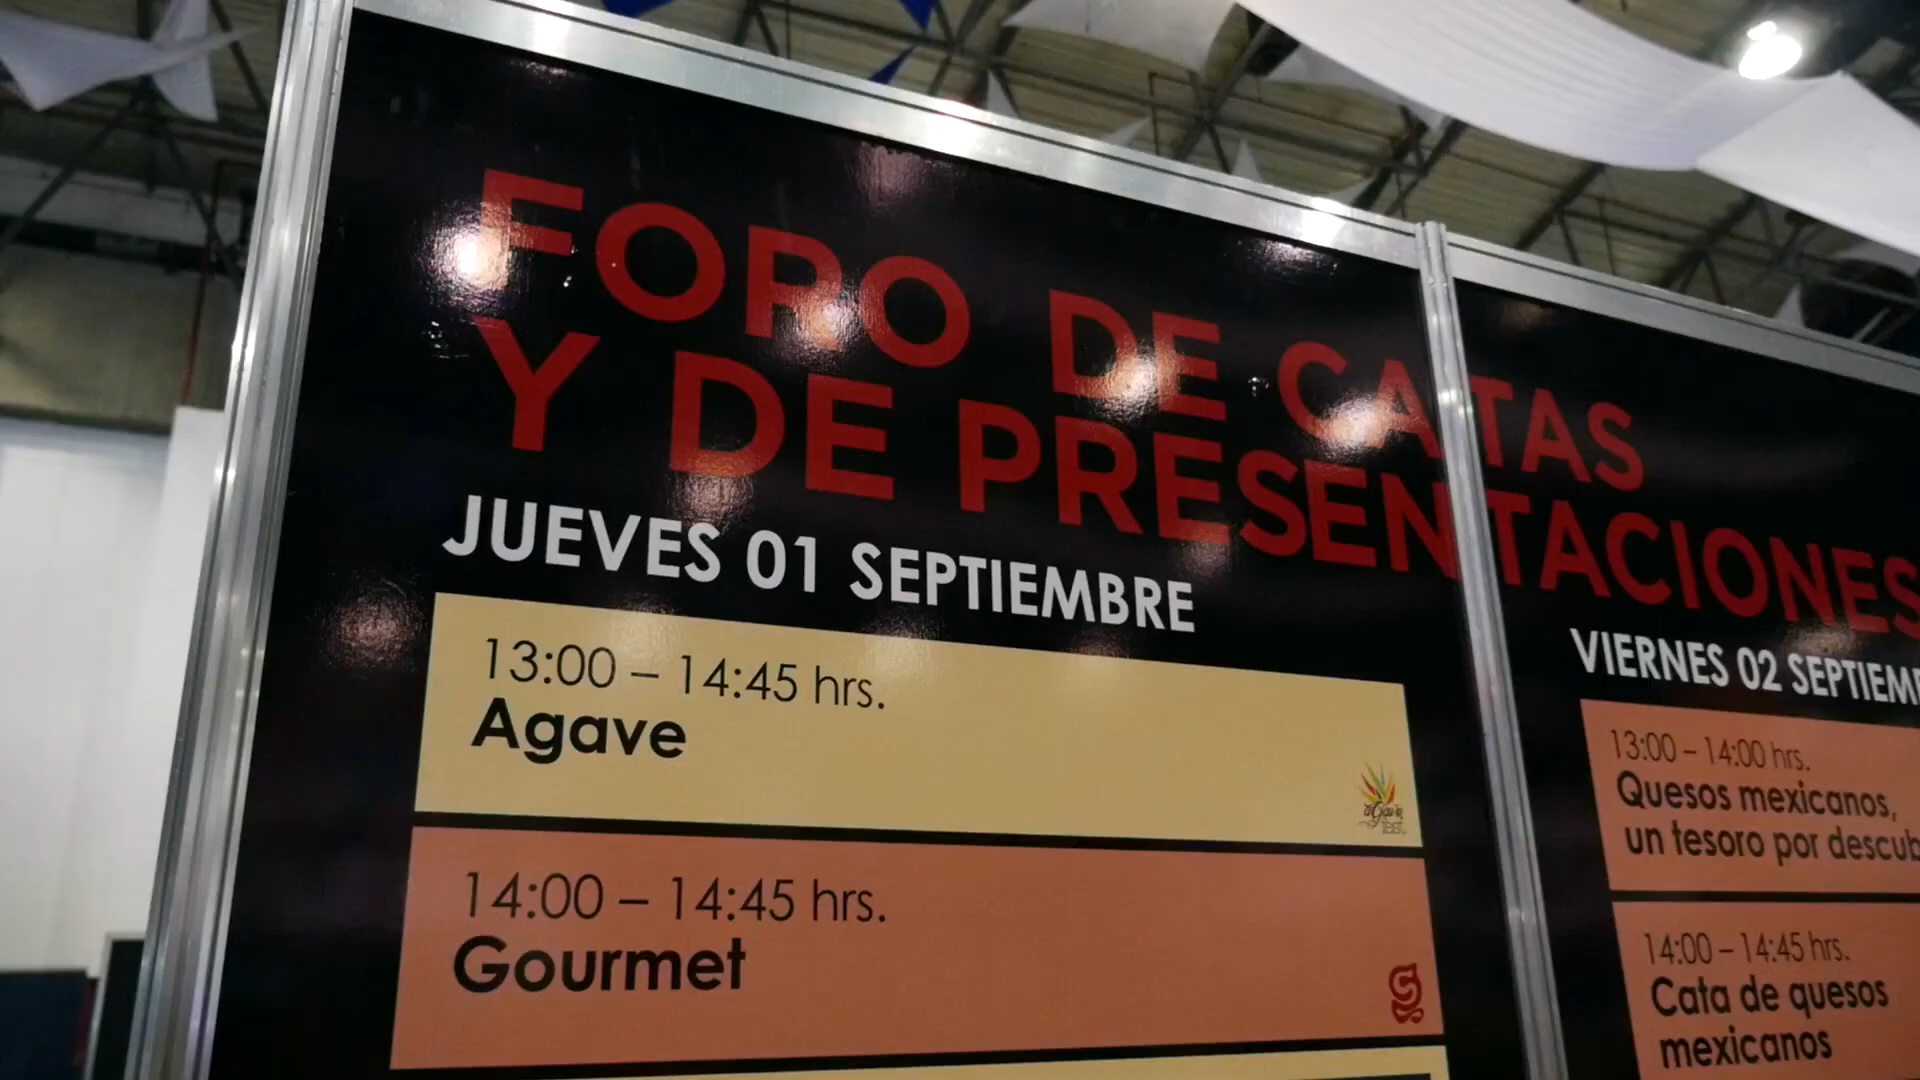 FORO DE CATAS
Y DE PRESENTACIONES
JUEVES 01 SEPTIEMBRE
13:00 – 14:45 hrs.
Agave
14:00 – 14:45 hrs.
Gourmet
VIERNES 02 SEPTIEM
13:00 – 14:00 hrs.
Quesos mexicanos,
un tesoro por descub
14:00 – 14:45 hrs.
Cata de quesos
mexicanos